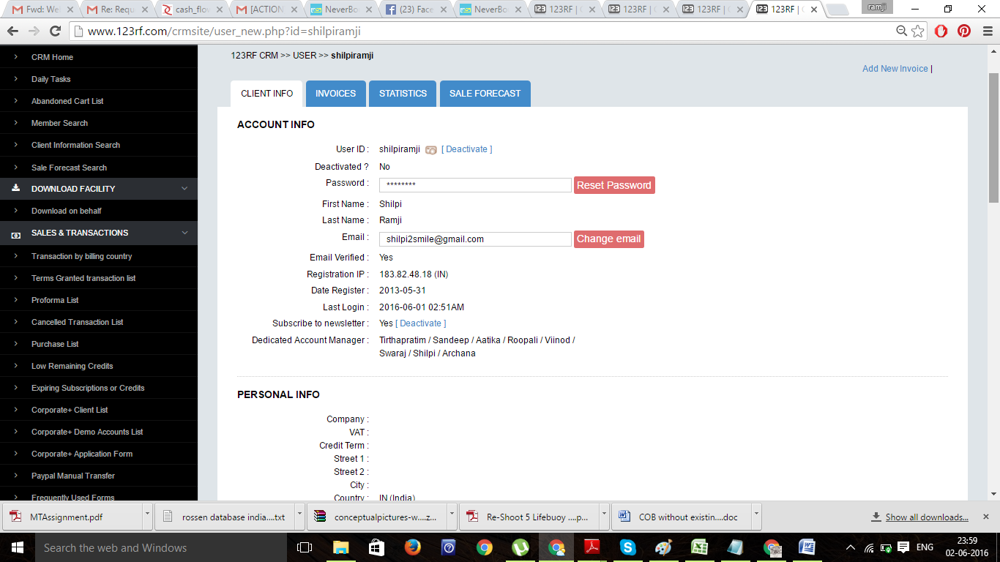 Fwd: We
Re: Requ
cash_flow
[ACTION
NeverBo
(23) Face
NeverBo
123RF |
123RF |
123RF |
123RF |
ramji
www.123rf.com/crmsite/user_new.php?id=shilpiramji
CRM Home
Daily Tasks
Abandoned Cart List
Member Search
Client Information Search
Sale Forecast Search
DOWNLOAD FACILITY
Download on behalf
SALES & TRANSACTIONS
Transaction by billing country
Terms Granted transaction list
Proforma List
Cancelled Transaction List
Purchase List
Low Remaining Credits
Expiring Subscriptions or Credits
Corporate+ Client List
Corporate+ Demo Accounts List
Corporate+ Application Form
Paypal Manual Transfer
Frequently Used Forms
123RF CRM >> USER >> shilpiramji
Add New Invoice |
CLIENT INFO INVOICES STATISTICS SALE FORECAST
ACCOUNT INFO
User ID : shilpiramji [ Deactivate ]
Deactivated ? No
Password : ******** Reset Password
First Name : Shilpi
Last Name : Ramji
Email : shilpi2smile@gmail.com Change email
Email Verified : Yes
Registration IP : 183.82.48.18 (IN)
Date Register : 2013-05-31
Last Login : 2016-06-01 02:51AM
Subscribe to newsletter : Yes [ Deactivate ]
Dedicated Account Manager : Tirthapratim / Sandeep / Aatika / Roopali / Viinod /
Swaraj / Shilpi / Archana
PERSONAL INFO
Company :
VAT :
Credit Term :
Street 1 :
Street 2 :
City :
Country : IN (India)
MTAssignment.pdf
rossen database india....txt
conceptualpictures-w....z...
Re-Shoot 5 Lifebuoy ....p...
COB without existin....doc
Show all downloads...
Search the web and Windows
ENG
23:59
02-06-2016